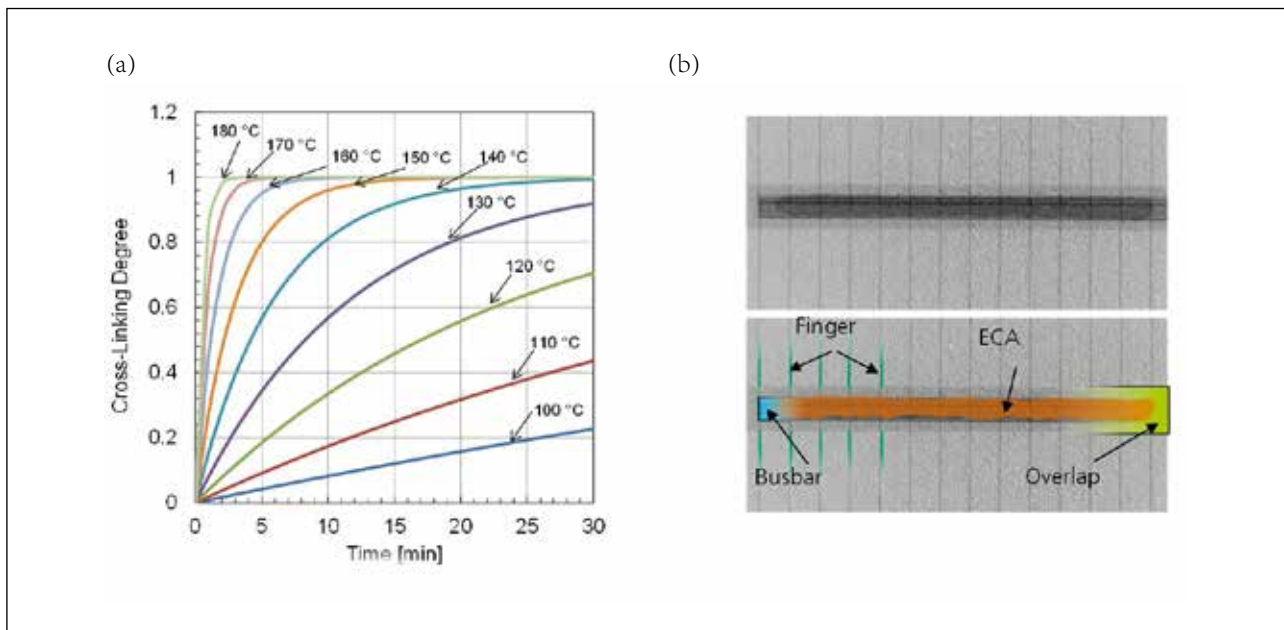 (a)
(b)
1.2
1
0.8
0.6
0.4
0.2
0
Cross-Linking Degree
180 °C
170 °C
160 °C
150 °C
140 °C
130 °C
120 °C
110 °C
100 °C
0 5 10 15 20 25 30
Time [min]
Finger
ECA
Busbar
Overlap